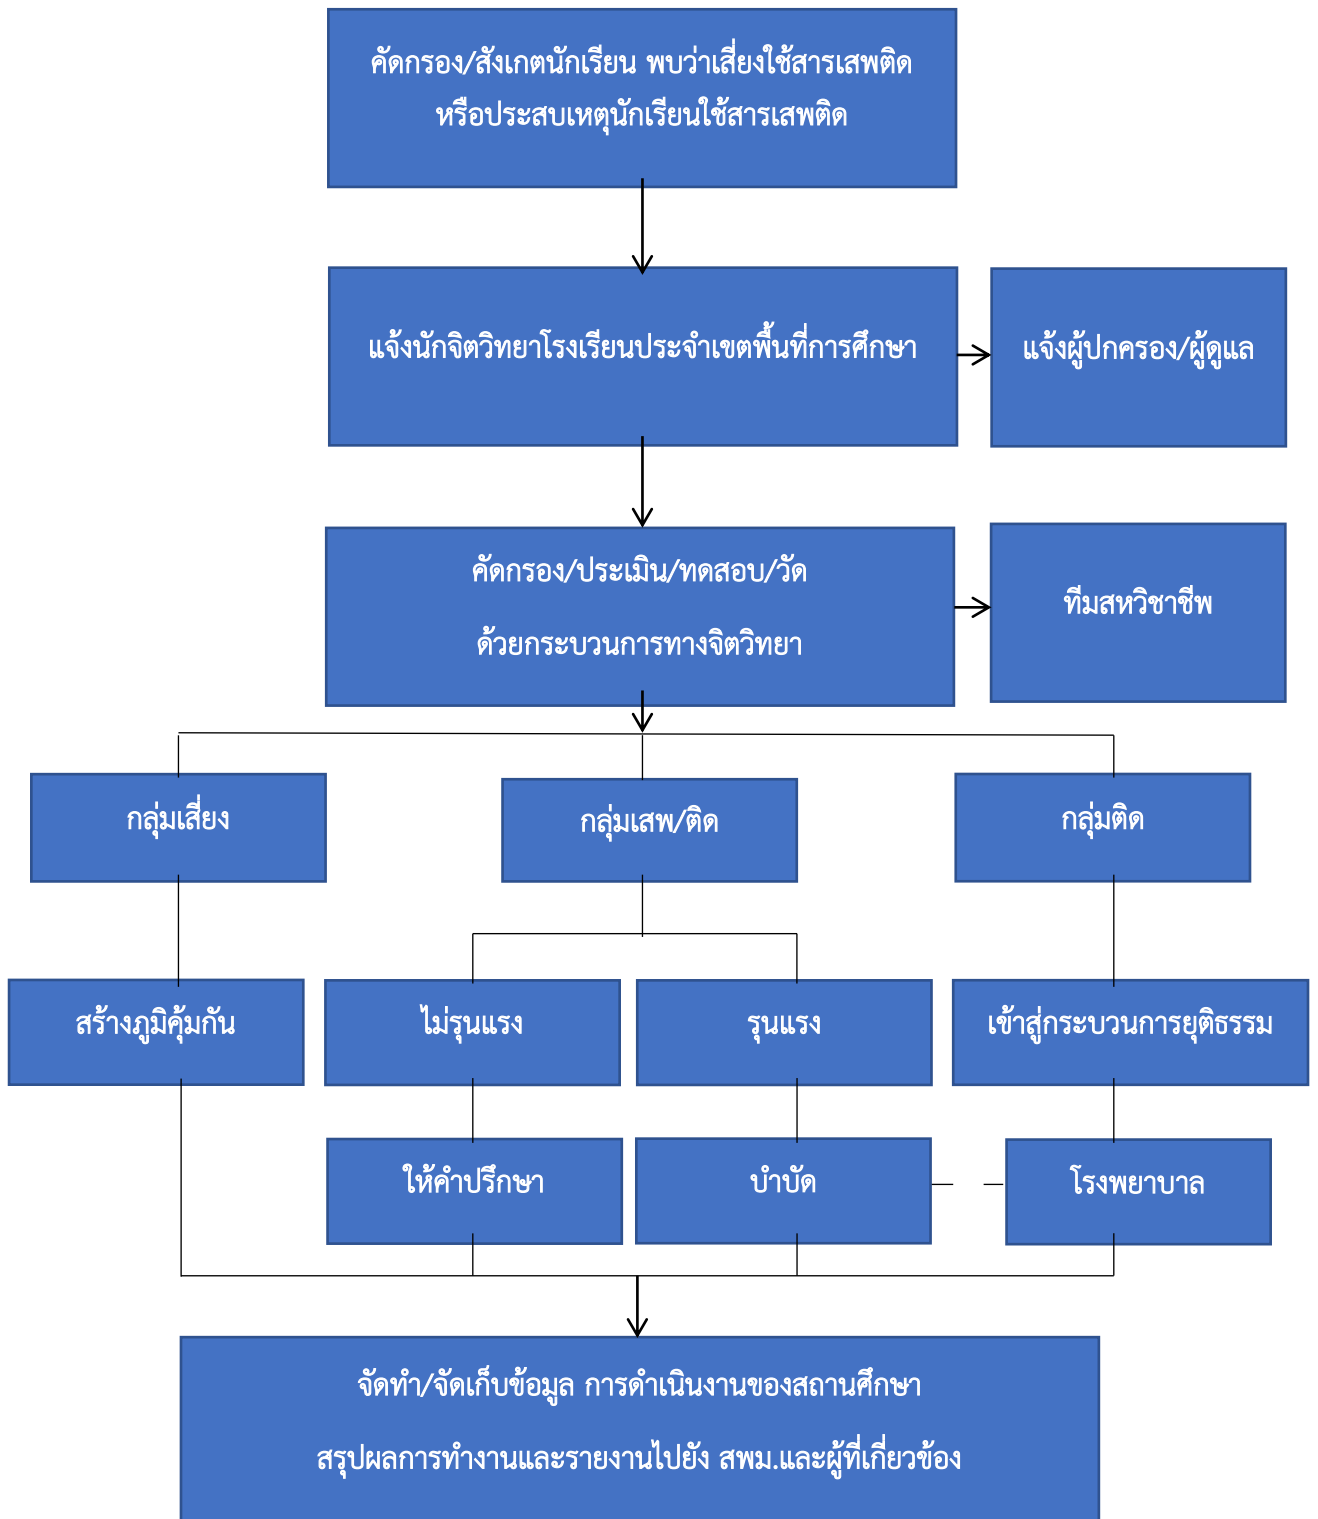 คัดกรอง/สังเกตนักเรียน พบว่าเสี่ยงใช้สารเสพติด
หรือประสบเหตุนักเรียนใช้สารเสพติด
แจ้งนักจิตวิทยาโรงเรียนประจำเขตพื้นที่การศึกษา
แจ้งผู้ปกครอง/ผู้ดูแล
คัดกรอง/ประเมิน/ทดสอบ/วัด
ด้วยกระบวนการทางจิตวิทยา
ทีมสหวิชาชีพ
กลุ่มเสี่ยง
กลุ่มเสพ/ติด
กลุ่มติด
สร้างภูมิคุ้มกัน
ไม่รุนแรง
รุนแรง
เข้าสู่กระบวนการยุติธรรม
ให้คำปรึกษา
บำบัด
โรงพยาบาล
จัดทำ/จัดเก็บข้อมูล การดำเนินงานของสถานศึกษา
สรุปผลการทำงานและรายงานไปยัง สพม.และผู้ที่เกี่ยวข้อง